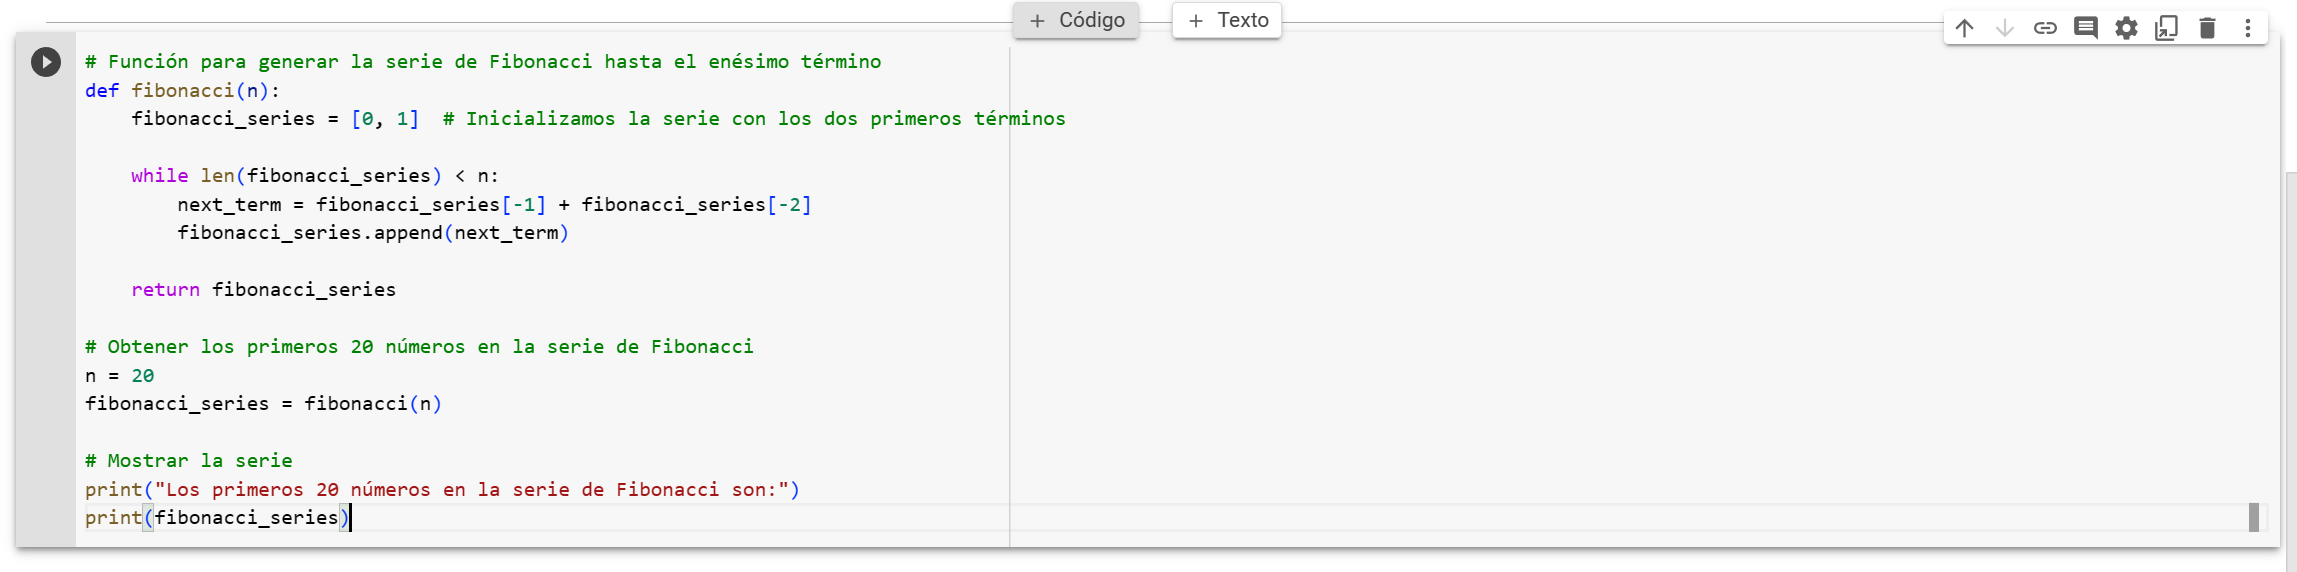 + Código + Texto
# Función para generar la serie de Fibonacci hasta el enésimo término
def fibonacci(n):
    fibonacci_series = [0, 1]  # Inicializamos la serie con los dos primeros términos

    while len(fibonacci_series) < n:
        next_term = fibonacci_series[-1] + fibonacci_series[-2]
        fibonacci_series.append(next_term)

    return fibonacci_series

# Obtener los primeros 20 números en la serie de Fibonacci
n = 20
fibonacci_series = fibonacci(n)

# Mostrar la serie
print("Los primeros 20 números en la serie de Fibonacci son:")
print(fibonacci_series)